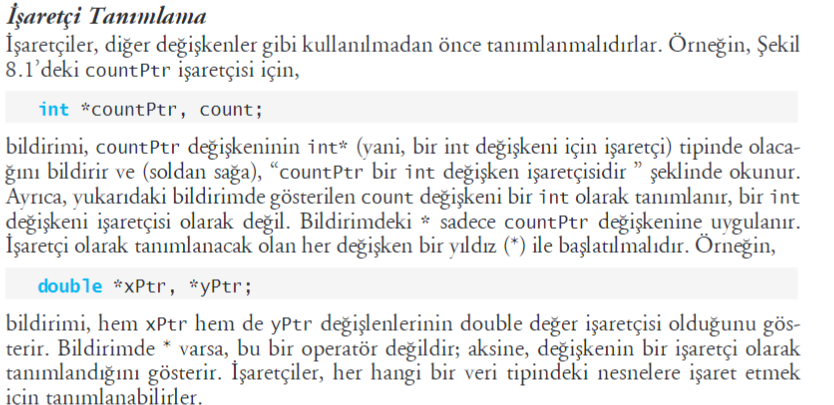 İşaretçi Tanımlama
İşaretçiler, diğer değişkenler gibi kullanılmadan önce tanımlanmalıdırlar. Örneğin, Şekil
8.1’deki countPtr işaretçisi için,
int *countPtr, count;
bildirimi, countPtr değişkeninin int* (yani, bir int değişkeni için işaretçi) tipinde olaca-
ğını bildirir ve (soldan sağa), “countPtr bir int değişken işaretçisidir ” şeklinde okunur.
Ayrıca, yukarıdaki bildirimde gösterilen count değişkeni bir int olarak tanımlanır, bir int
değişkeni işaretçisi olarak değil. Bildirimdeki * sadece countPtr değişkenine uygulanır.
İşaretçi olarak tanımlanacak olan her değişken bir yıldız (*) ile başlatılmalıdır. Örneğin,
double *xPtr, *yPtr;
bildirimi, hem xPtr hem de yPtr değişlenlerinin double değer işaretçisi olduğunu gös-
terir. Bildirimde * varsa, bu bir operatör değildir; aksine, değişkenin bir işaretçi olarak
tanımlandığını gösterir. İşaretçiler, her hangi bir veri tipindeki nesnelere işaret etmek
için tanımlanabilirler.